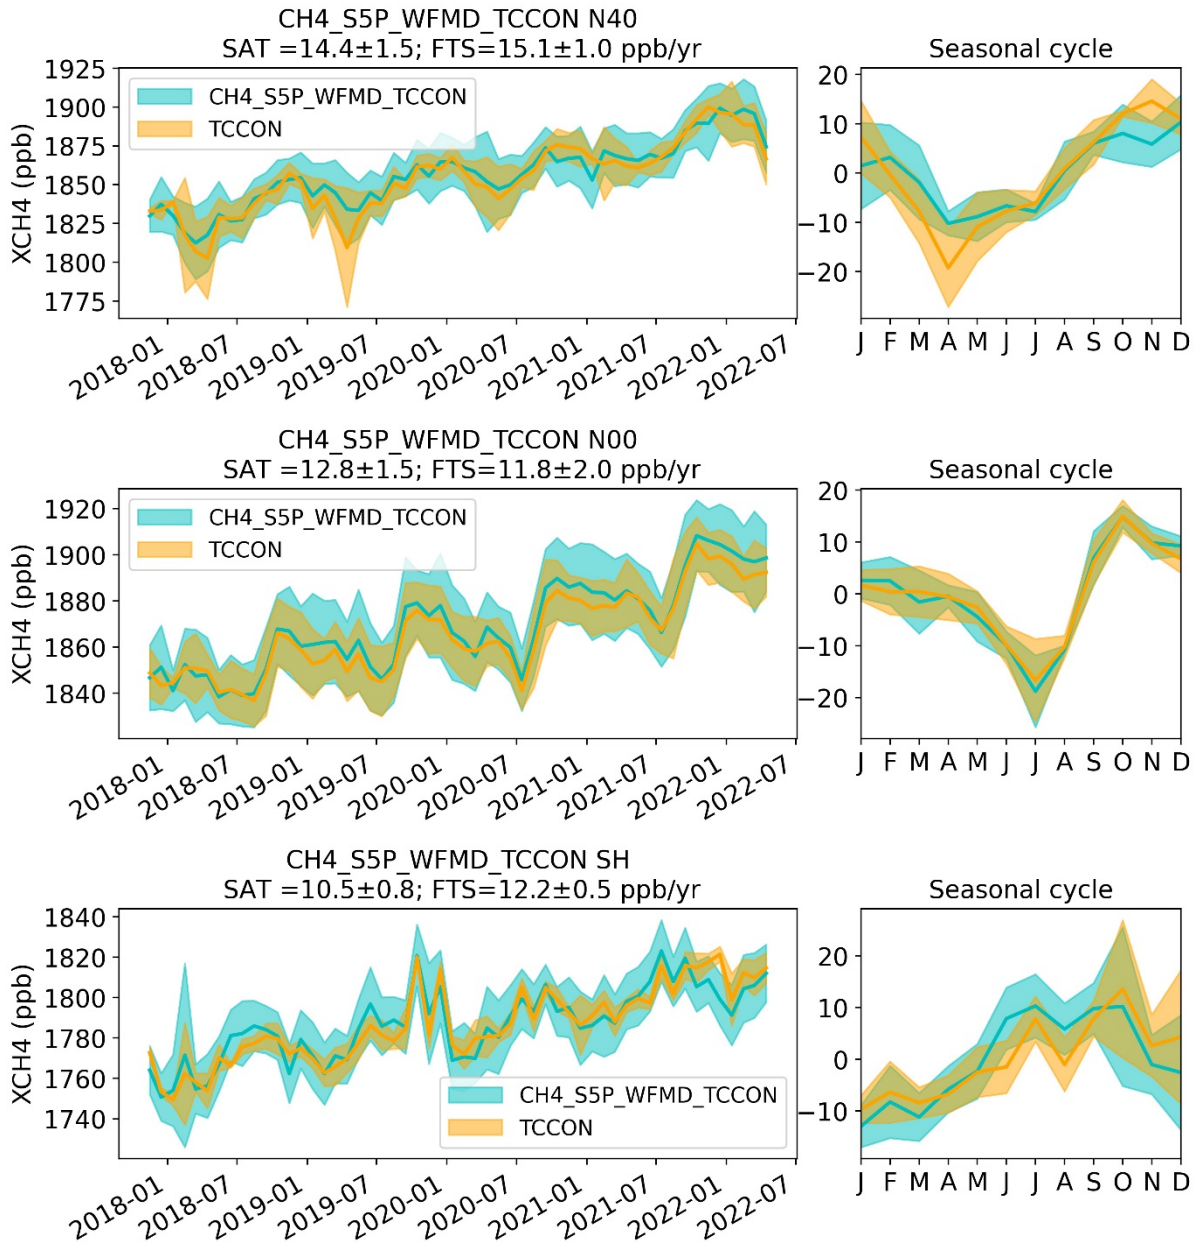 CH4_S5P_WFMD_TCCON N40
SAT =14.4±1.5; FTS=15.1±1.0 ppb/yr
XCH4 (ppb)
1925
1900
1875
1850
1825
1800
1775
CH4_S5P_WFMD_TCCON
TCCON
2018-01
2018-07
2019-01
2019-07
2020-01
2020-07
2021-01
2021-07
2022-01
2022-07
Seasonal cycle
20
10
0
−10
−20
J F M A M J J A S O N D
CH4_S5P_WFMD_TCCON N00
SAT =12.8±1.5; FTS=11.8±2.0 ppb/yr
XCH4 (ppb)
1920
1900
1880
1860
1840
CH4_S5P_WFMD_TCCON
TCCON
2018-01
2018-07
2019-01
2019-07
2020-01
2020-07
2021-01
2021-07
2022-01
2022-07
Seasonal cycle
20
10
0
−10
−20
J F M A M J J A S O N D
CH4_S5P_WFMD_TCCON SH
SAT =10.5±0.8; FTS=12.2±0.5 ppb/yr
XCH4 (ppb)
1840
1820
1800
1780
1760
1740
CH4_S5P_WFMD_TCCON
TCCON
2018-01
2018-07
2019-01
2019-07
2020-01
2020-07
2021-01
2021-07
2022-01
2022-07
Seasonal cycle
20
10
0
−10
J F M A M J J A S O N D